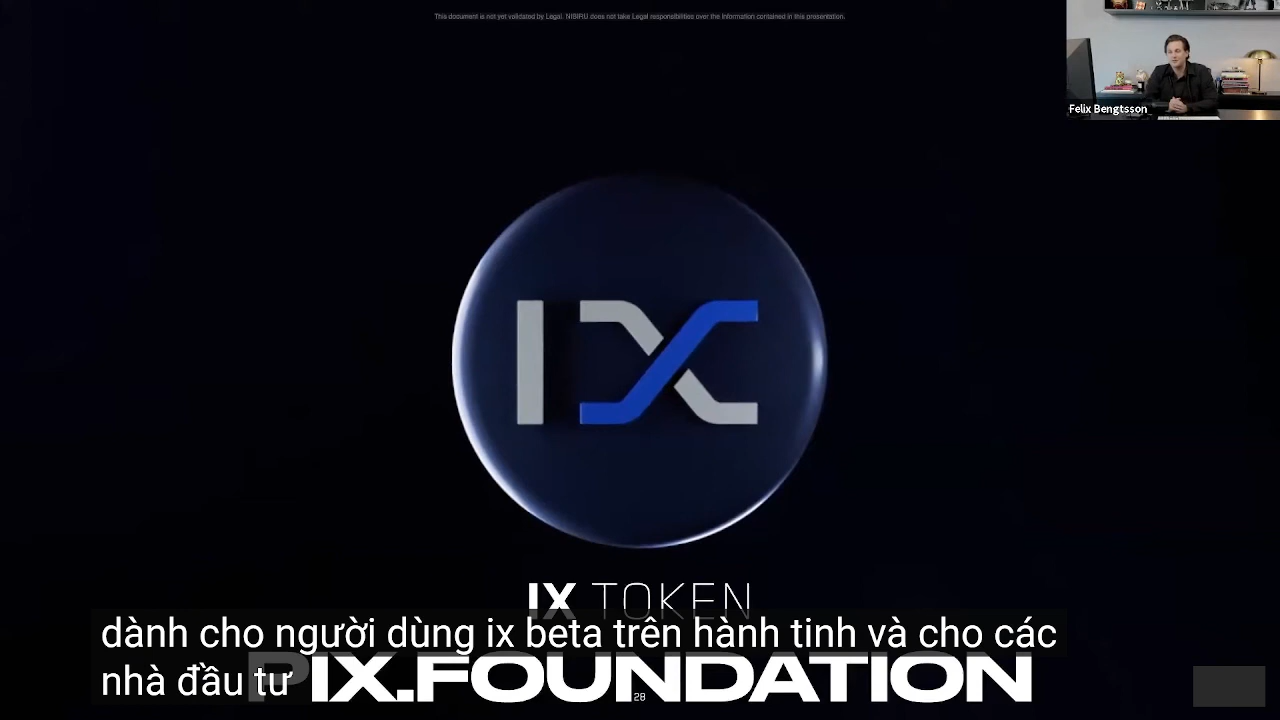 This document is not yet validated by Legal. NIBIRU does not take Legal responsibilities over the Information contained in this presentation.
Felix Bengtsson
IX
IX TOKEN
dành cho người dùng ix beta trên hành tinh và cho các
nhà đầu tư
PIX.FOUNDATION
28